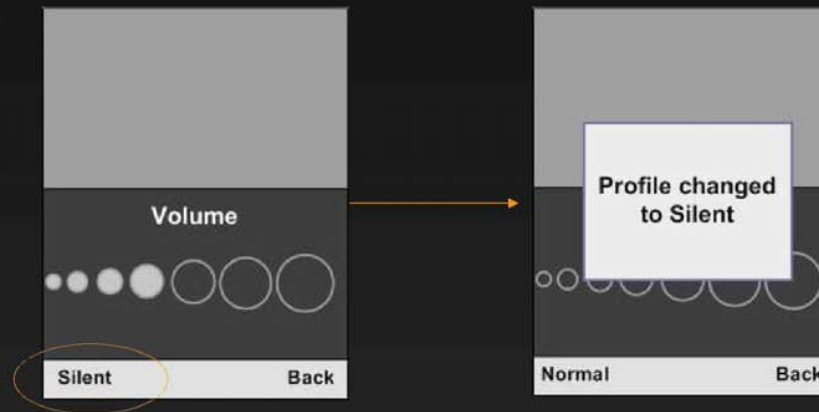 Volume
Silent
Back
Profile changed
to Silent
Normal
Back